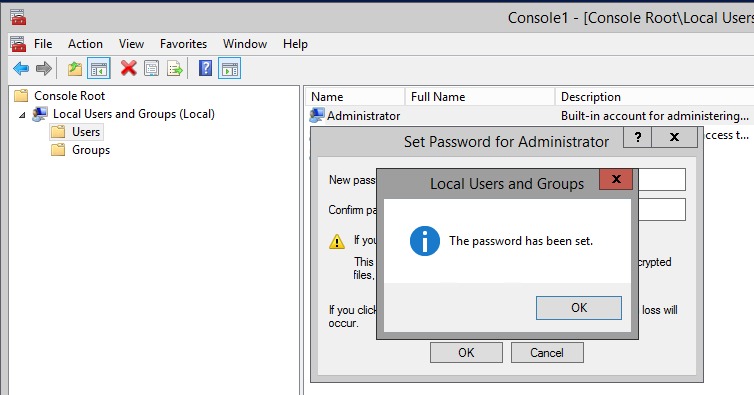 Console1 - [Console Root\Local Users
File Action View Favorites Window Help
Console Root
Local Users and Groups (Local)
Users
Groups
Name Full Name Description
Administrator Built-in account for administering...
access t...
Set Password for Administrator
? x
New pass
Confirm pa
If you
This crypted
files,
If you click loss will
occur.
OK Cancel
Local Users and Groups
x
The password has been set.
OK